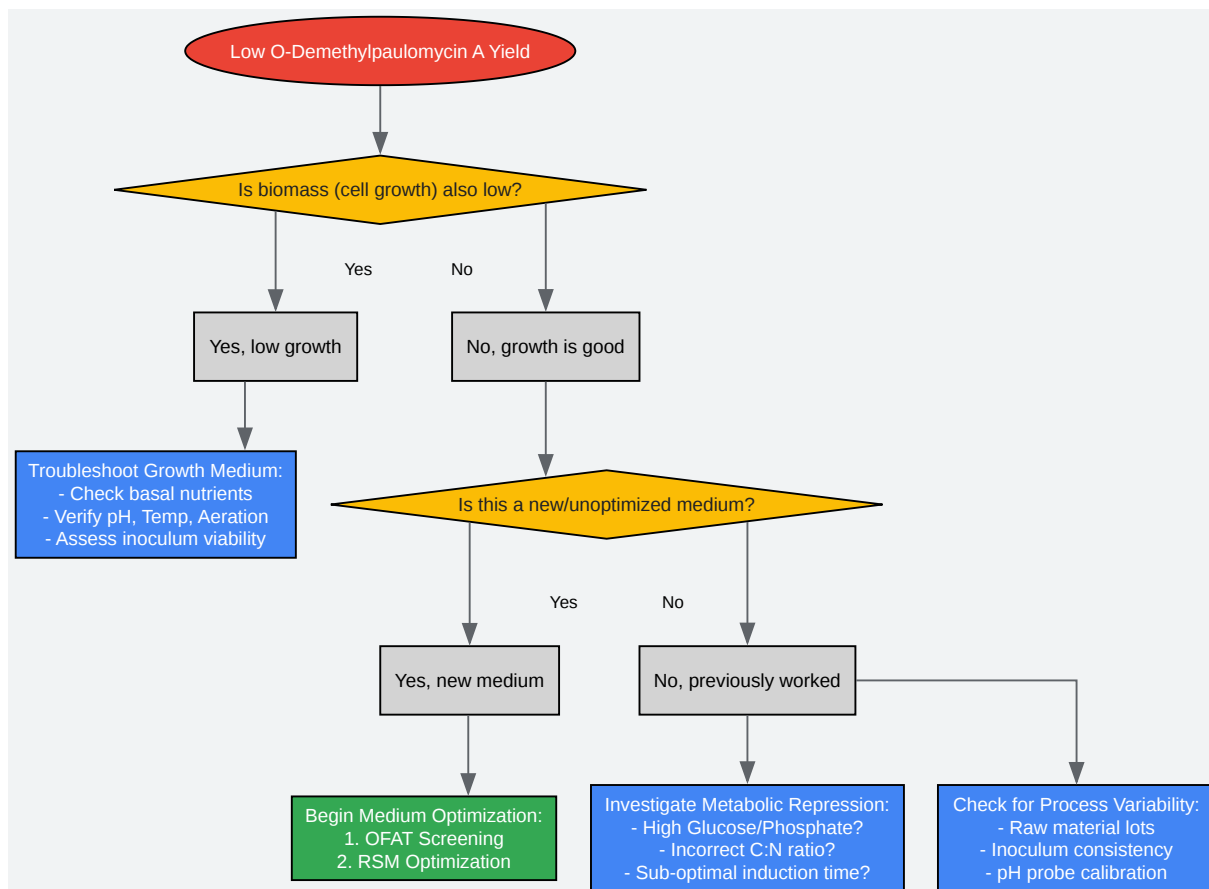 Low O-Demethylpaulomycin A Yield
Is biomass (cell growth) also low?
Yes
No
Yes, low growth
No, growth is good
Troubleshoot Growth Medium:
- Check basal nutrients
- Verify pH, Temp, Aeration
- Assess inoculum viability
Is this a new/unoptimized medium?
Yes
No
Yes, new medium
No, previously worked
Begin Medium Optimization:
1. OFAT Screening
2. RSM Optimization
Investigate Metabolic Repression:
- High Glucose/Phosphate?
- Incorrect C:N ratio?
- Sub-optimal induction time?
Check for Process Variability:
- Raw material lots
- Inoculum consistency
- pH probe calibration